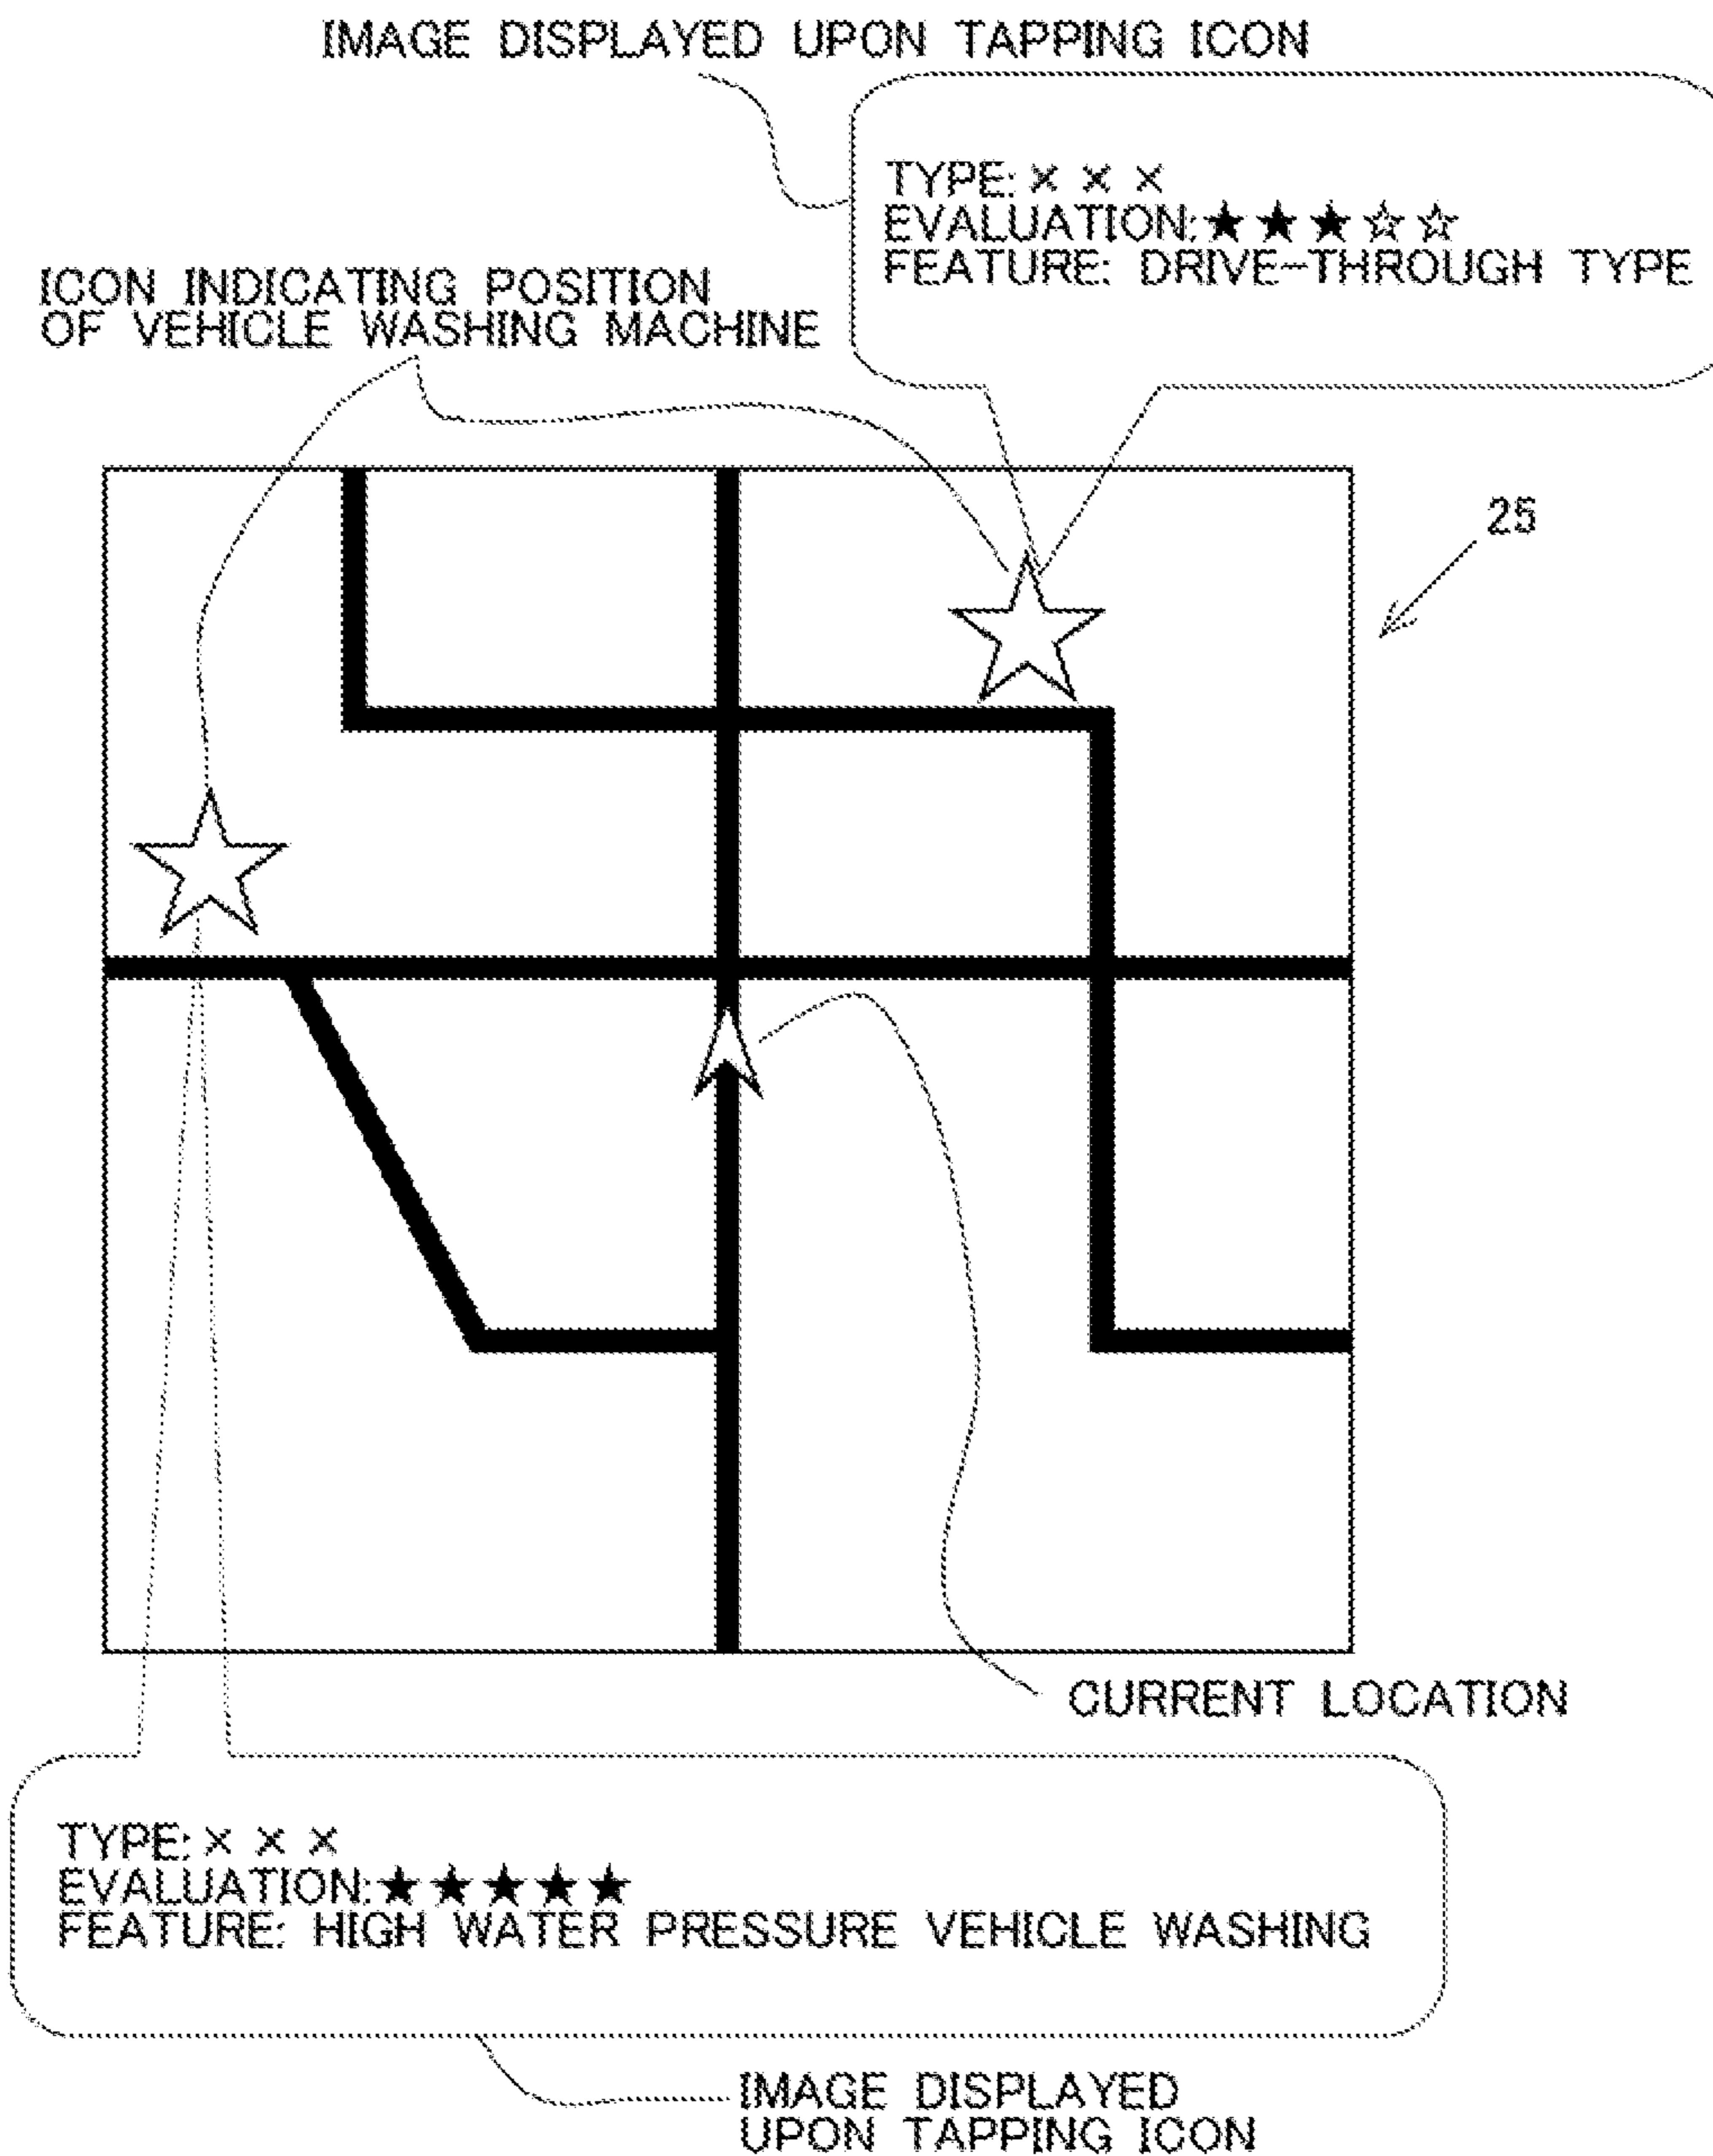 IMAGE DISPLAYED UPON TAPPING ICON
TYPE: × × ×
EVALUATION:★★★☆☆
FEATURE: DRIVE-THROUGH TYPE
ICON INDICATING POSITION
OF VEHICLE WASHING MACHINE
25
CURRENT LOCATION
TYPE: × × ×
EVALUATION:★★★★★
FEATURE: HIGH WATER PRESSURE VEHICLE WASHING
IMAGE DISPLAYED
UPON TAPPING ICON